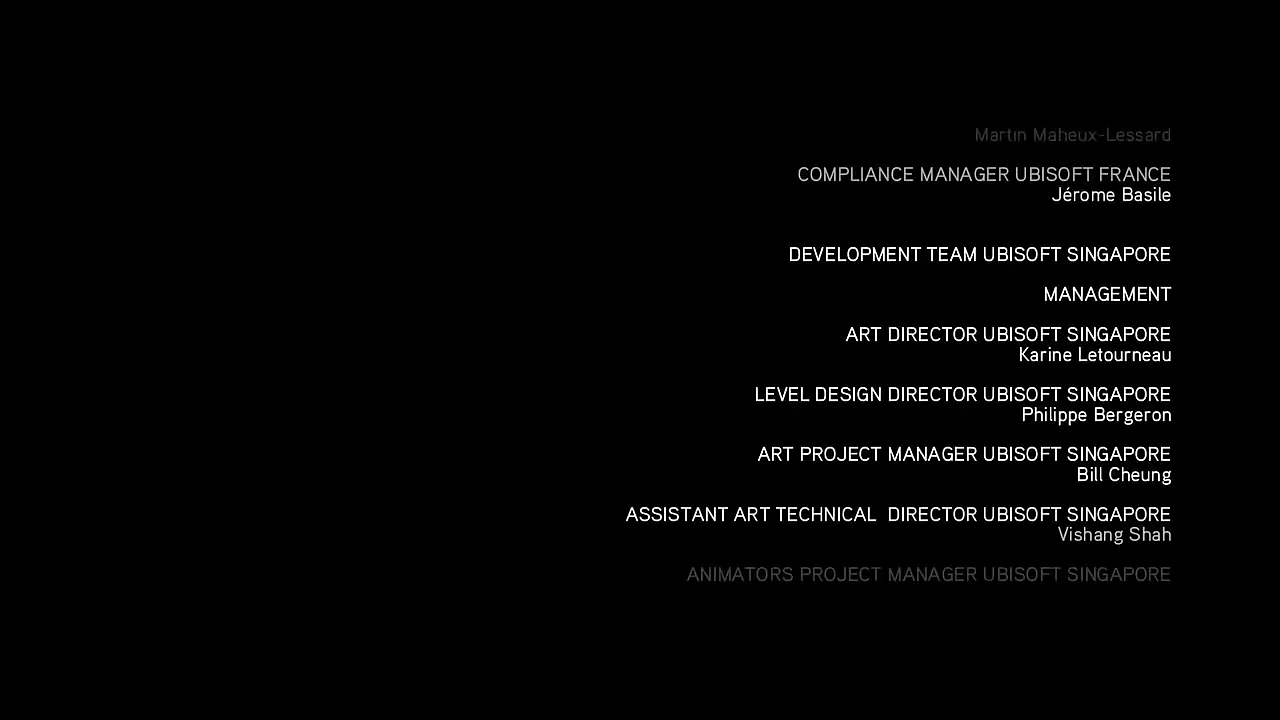 Martin Maheux-Lessard
COMPLIANCE MANAGER UBISOFT FRANCE
Jérome Basile
DEVELOPMENT TEAM UBISOFT SINGAPORE
MANAGEMENT
ART DIRECTOR UBISOFT SINGAPORE
Karine Letourneau
LEVEL DESIGN DIRECTOR UBISOFT SINGAPORE
Philippe Bergeron
ART PROJECT MANAGER UBISOFT SINGAPORE
Bill Cheung
ASSISTANT ART TECHNICAL  DIRECTOR UBISOFT SINGAPORE
Vishang Shah
ANIMATORS PROJECT MANAGER UBISOFT SINGAPORE